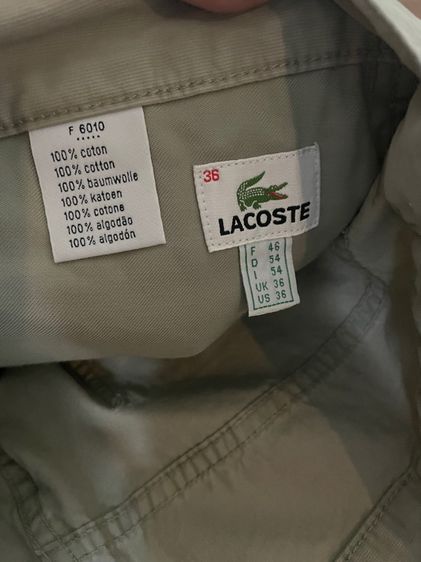 F 6010
100% coton
100% cotton
100% baumwolle
100% katoen
100% cotone
100% algodão
100% algodón
36
LACOSTE
F 46
D 54
I 54
UK 36
US 36